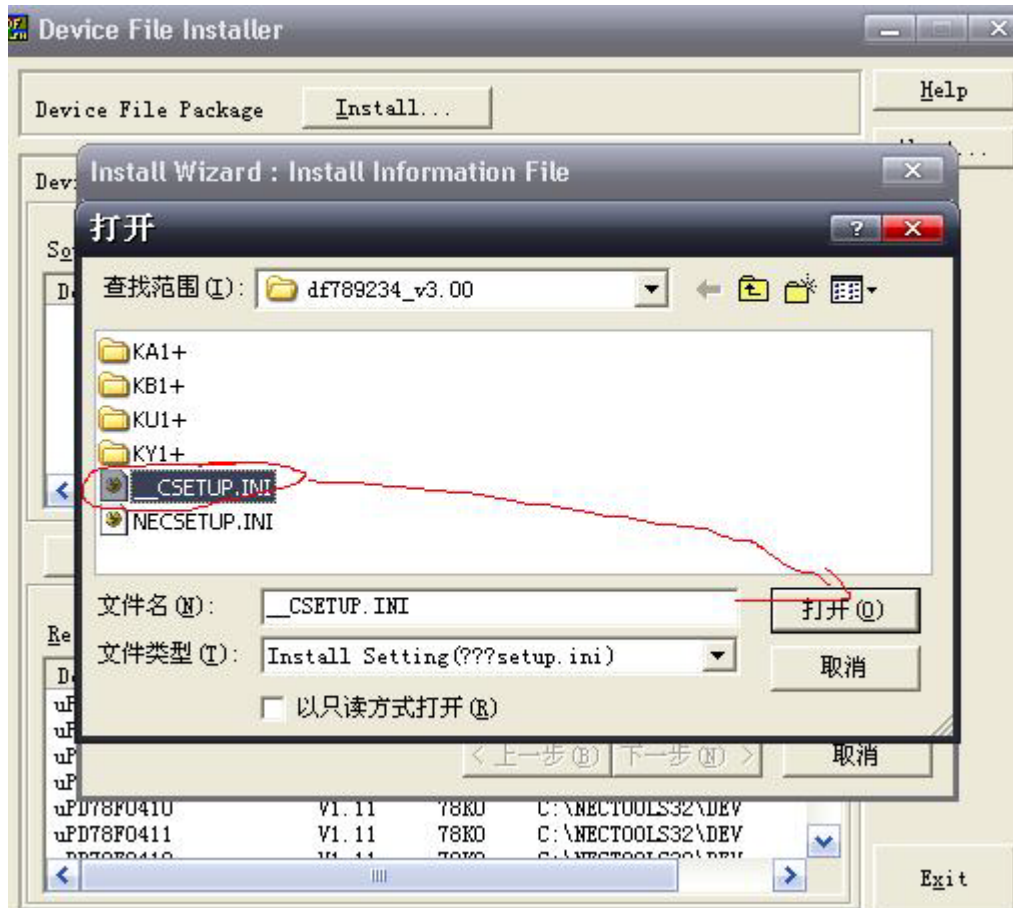 Device File Installer
Help
Device File Package Install...
Install Wizard : Install Information File
打开
查找范围(I): df789234_v3.00
KA1+
KB1+
KU1+
KY1+
__CSETUP.INI
NECSETUP.INI
文件名(N): __CSETUP.INI 打开(O)
文件类型(T): Install Setting(???setup.ini) 取消
以只读方式打开(R)
< 上一步(B) 下一步(N) > 取消
uPD78F0410 V1.11 78K0 C:\NECTOOLS32\DEV
uPD78F0411 V1.11 78K0 C:\NECTOOLS32\DEV
Exit